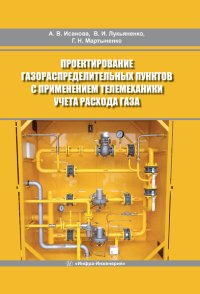 А. В. Исанова, В. И. Лукьяненко,
Г. Н. Мартыненко
ПРОЕКТИРОВАНИЕ
ГАЗОРАСПРЕДЕЛИТЕЛЬНЫХ ПУНКТОВ
С ПРИМЕНЕНИЕМ ТЕЛЕМЕХАНИКИ
УЧЕТА РАСХОДА ГАЗА
«Инфра-Инженерия»